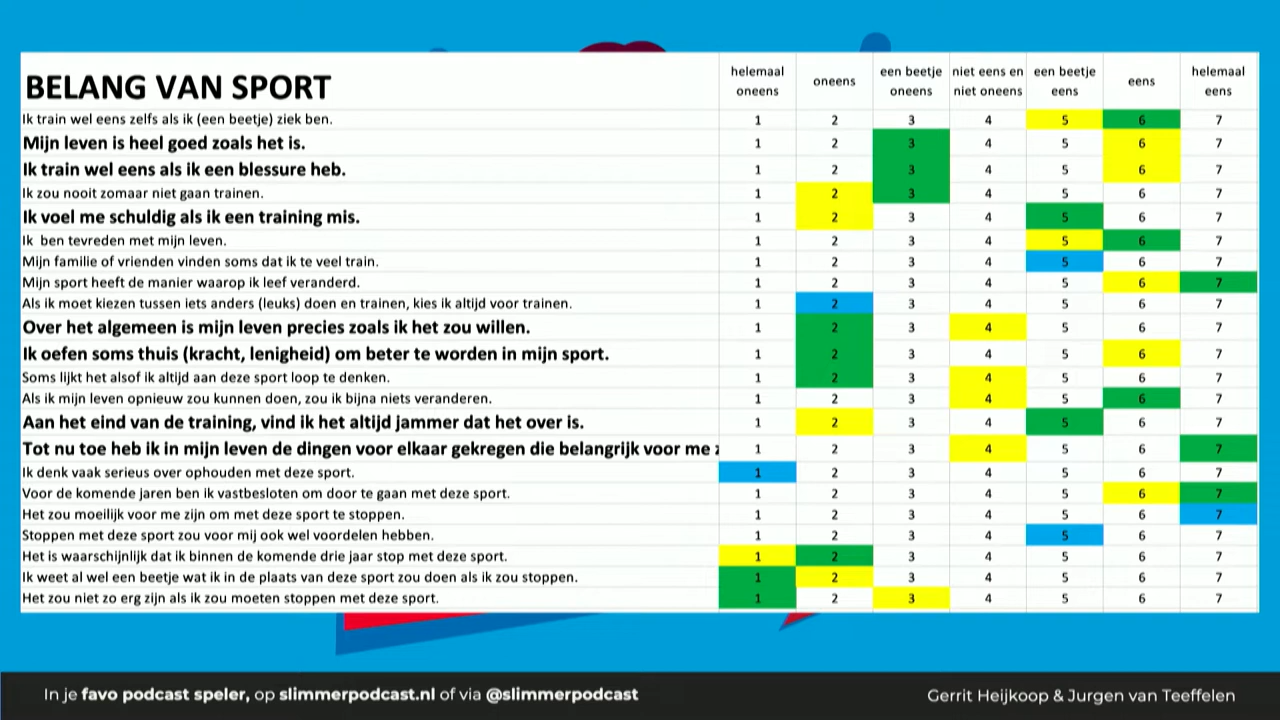 BELANG VAN SPORT
helemaal oneens
oneens
een beetje oneens
niet eens en niet oneens
een beetje eens
eens
helemaal eens
Ik train wel eens zelfs als ik (een beetje) ziek ben. 1 2 3 4 5 6 7
Mijn leven is heel goed zoals het is. 1 2 3 4 5 6 7
Ik train wel eens als ik een blessure heb. 1 2 3 4 5 6 7
Ik zou nooit zomaar niet gaan trainen. 1 2 3 4 5 6 7
Ik voel me schuldig als ik een training mis. 1 2 3 4 5 6 7
Ik ben tevreden met mijn leven. 1 2 3 4 5 6 7
Mijn familie of vrienden vinden soms dat ik te veel train. 1 2 3 4 5 6 7
Mijn sport heeft de manier waarop ik leef veranderd. 1 2 3 4 5 6 7
Als ik moet kiezen tussen iets anders (leuks) doen en trainen, kies ik altijd voor trainen. 1 2 3 4 5 6 7
Over het algemeen is mijn leven precies zoals ik het zou willen. 1 2 3 4 5 6 7
Ik oefen soms thuis (kracht, lenigheid) om beter te worden in mijn sport. 1 2 3 4 5 6 7
Soms lijkt het alsof ik altijd aan deze sport loop te denken. 1 2 3 4 5 6 7
Als ik mijn leven opnieuw zou kunnen doen, zou ik bijna niets veranderen. 1 2 3 4 5 6 7
Aan het eind van de training, vind ik het altijd jammer dat het over is. 1 2 3 4 5 6 7
Tot nu toe heb ik in mijn leven de dingen voor elkaar gekregen die belangrijk voor me 1 2 3 4 5 6 7
Ik denk vaak serieus over ophouden met deze sport. 1 2 3 4 5 6 7
Voor de komende jaren ben ik vastbesloten om door te gaan met deze sport. 1 2 3 4 5 6 7
Het zou moeilijk voor me zijn om met deze sport te stoppen. 1 2 3 4 5 6 7
Stoppen met deze sport zou voor mij ook wel voordelen hebben. 1 2 3 4 5 6 7
Het is waarschijnlijk dat ik binnen de komende drie jaar stop met deze sport. 1 2 3 4 5 6 7
Ik weet al wel een beetje wat ik in de plaats van deze sport zou doen als ik zou stoppen. 1 2 3 4 5 6 7
Het zou niet zo erg zijn als ik zou moeten stoppen met deze sport. 1 2 3 4 5 6 7
In je favo podcast speler, op slimmerpodcast.nl of via @slimmerpodcast
Gerrit Heijkoop & Jurgen van Teeffelen